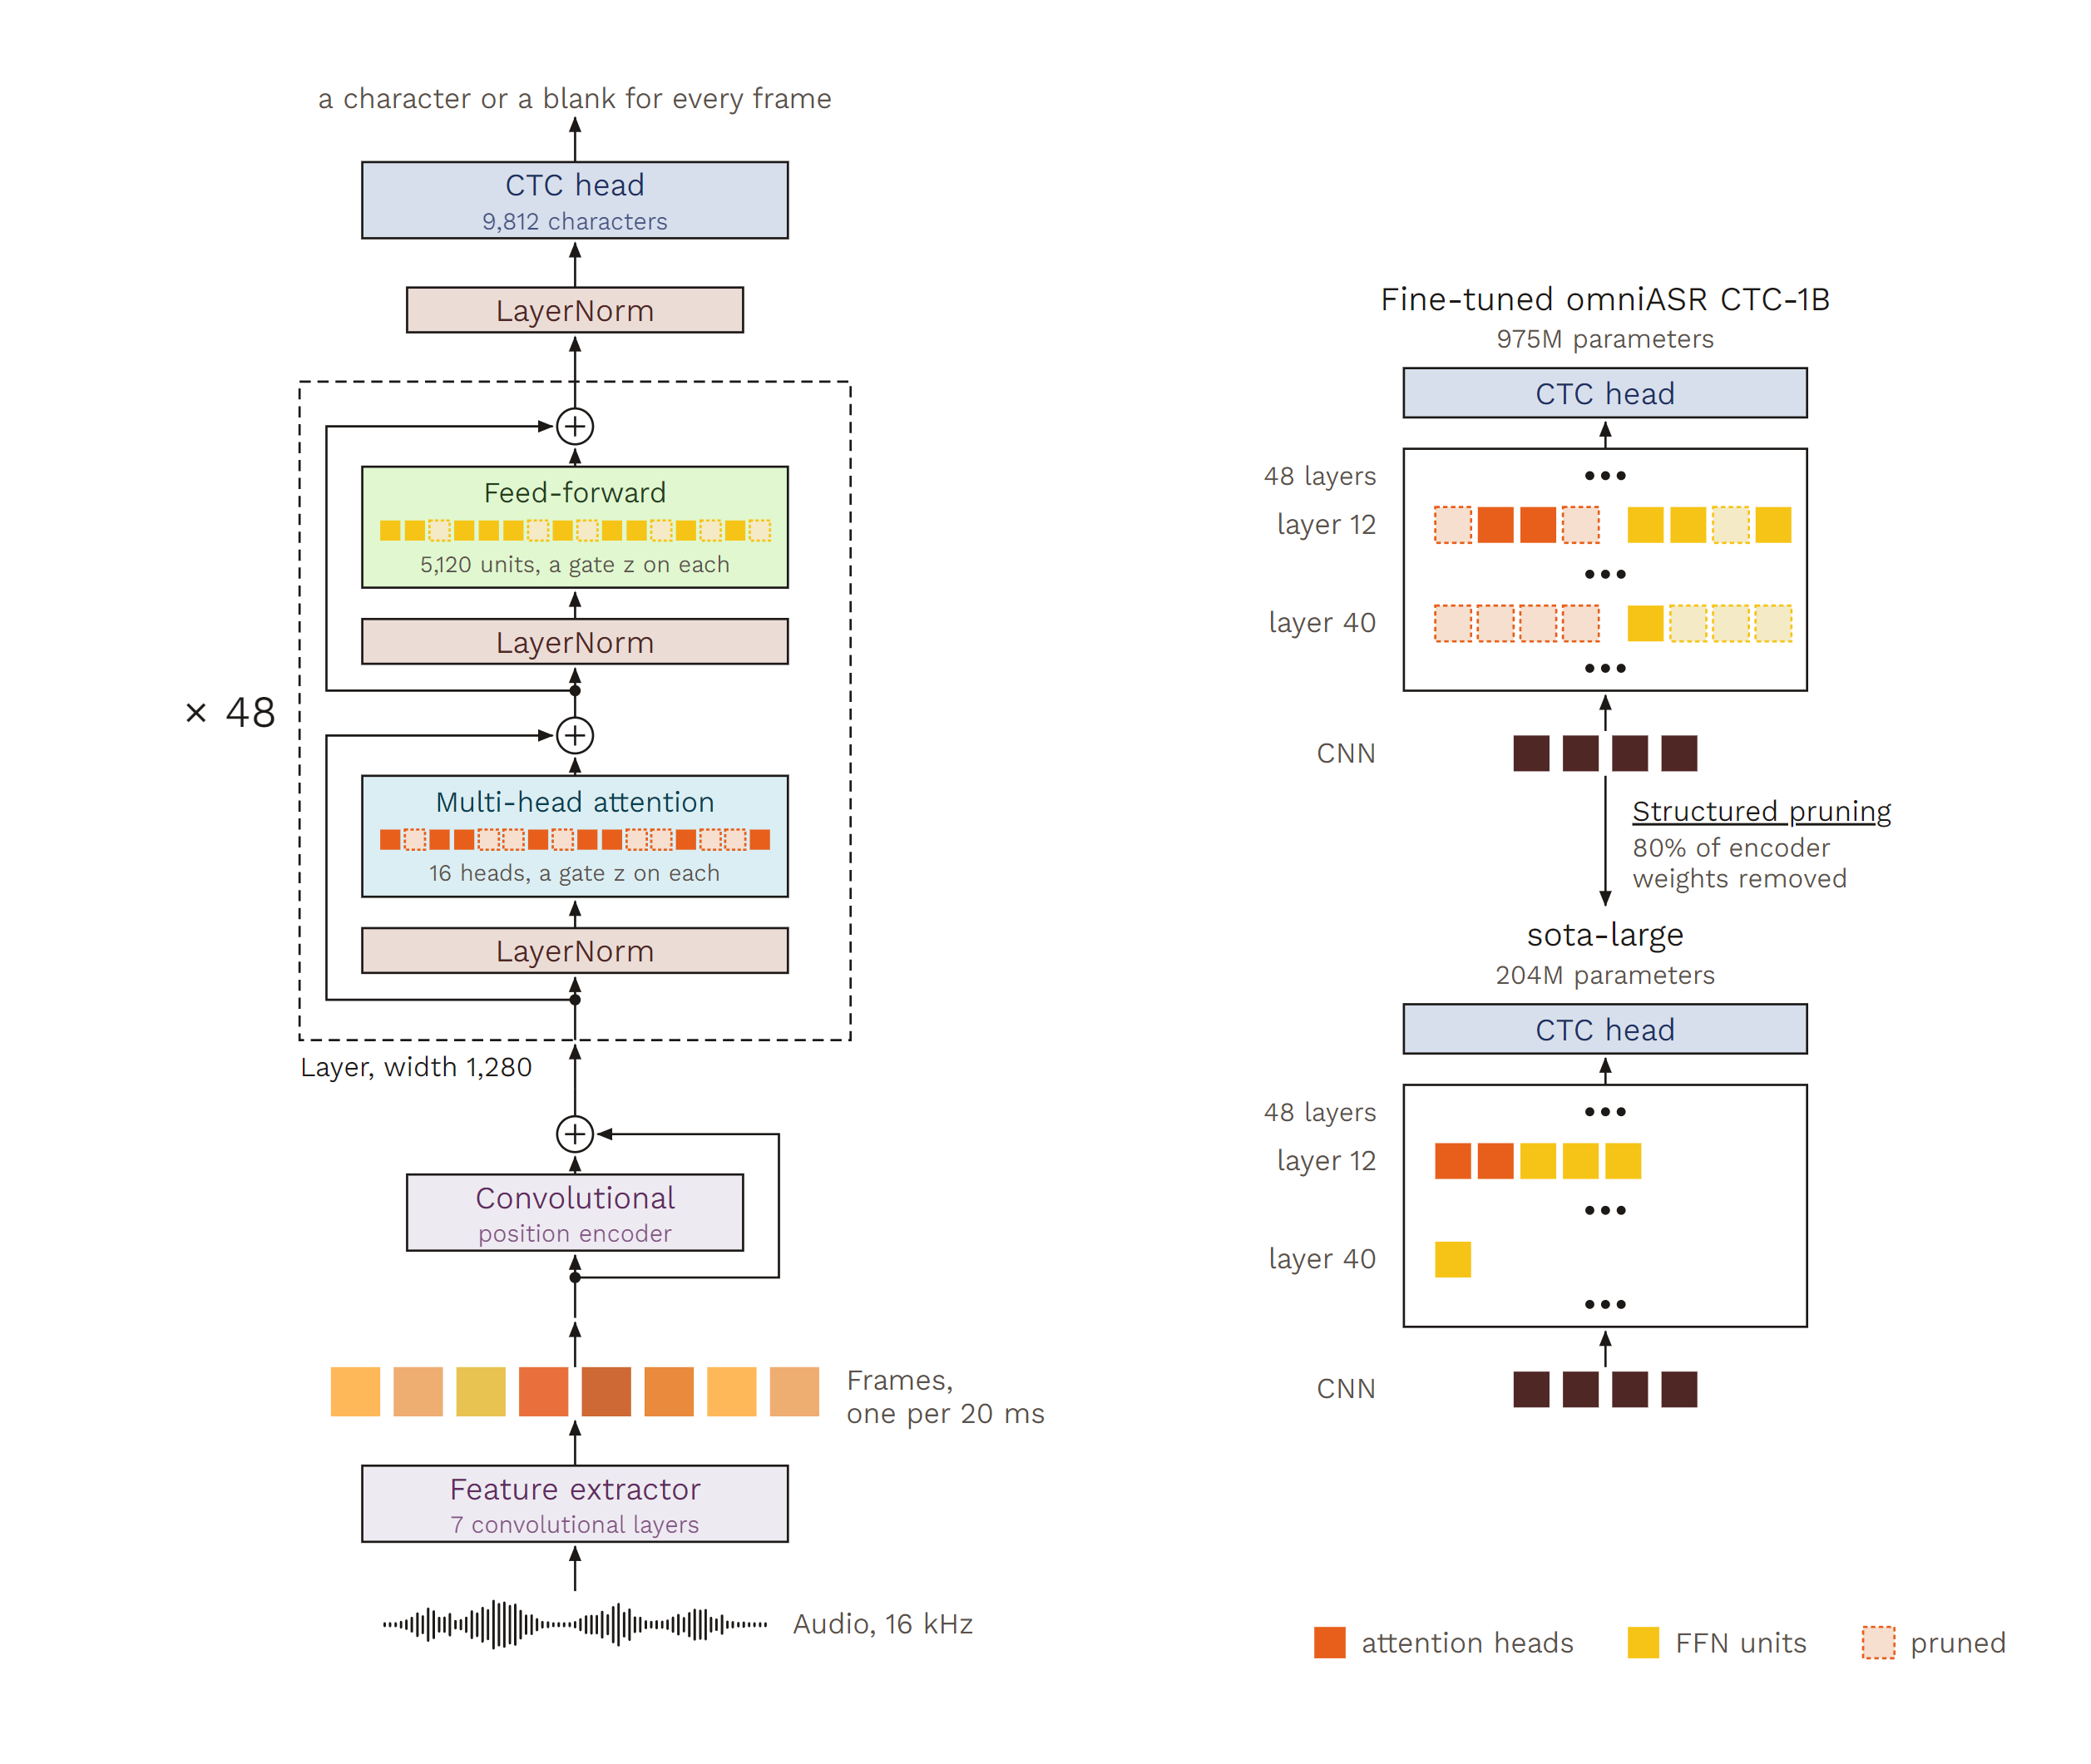 a character or a blank for every frame
CTC head
9,812 characters
LayerNorm
Feed-forward
5,120 units, a gate z on each
LayerNorm
× 48
Multi-head attention
16 heads, a gate z on each
LayerNorm
Layer, width 1,280
Convolutional
position encoder
Frames,
one per 20 ms
Feature extractor
7 convolutional layers
Audio, 16 kHz
Fine-tuned omniASR CTC-1B
975M parameters
CTC head
48 layers
layer 12
layer 40
CNN
Structured pruning
80% of encoder
weights removed
sota-large
204M parameters
CTC head
48 layers
layer 12
layer 40
CNN
attention heads
FFN units
pruned